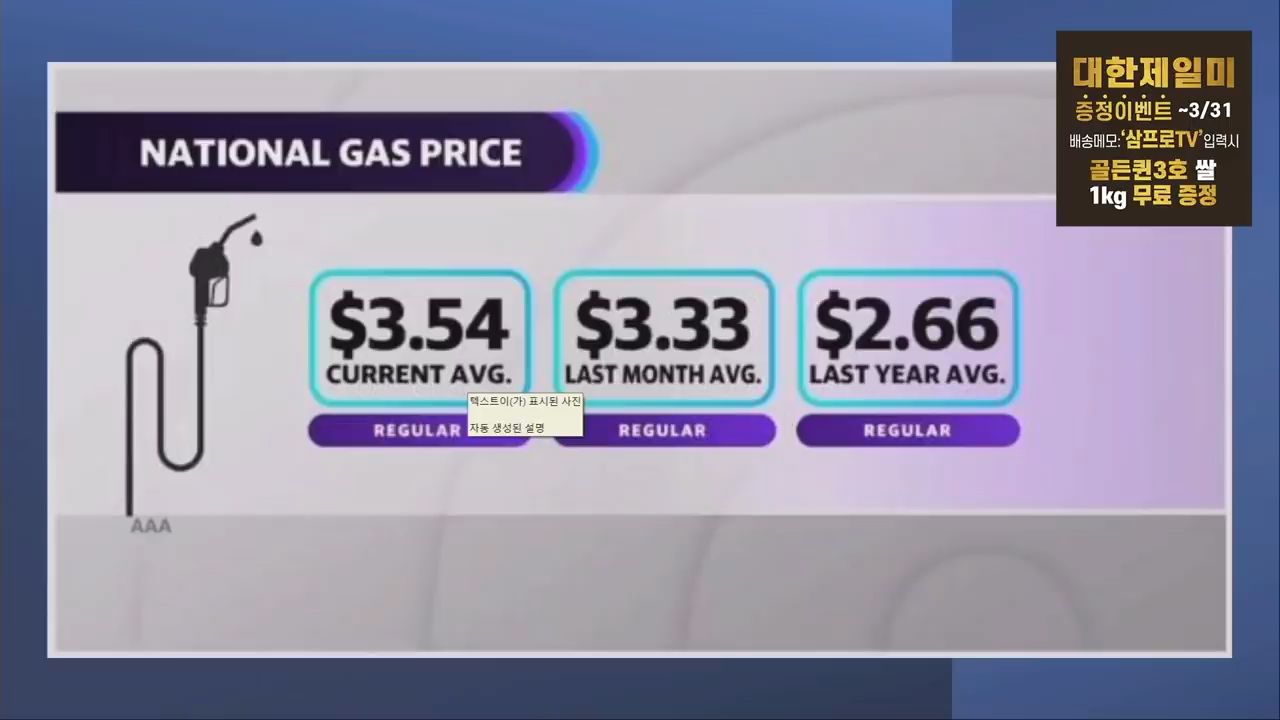 대한제일미
증정이벤트 ~3/31
배송메모:‘삼프로TV’입력시
골든퀸3호 쌀
1kg 무료 증정
NATIONAL GAS PRICE
$3.54
CURRENT AVG.
REGULAR
$3.33
LAST MONTH AVG.
REGULAR
$2.66
LAST YEAR AVG.
REGULAR
텍스트이(가) 표시된 사진
자동 생성된 설명
AAA